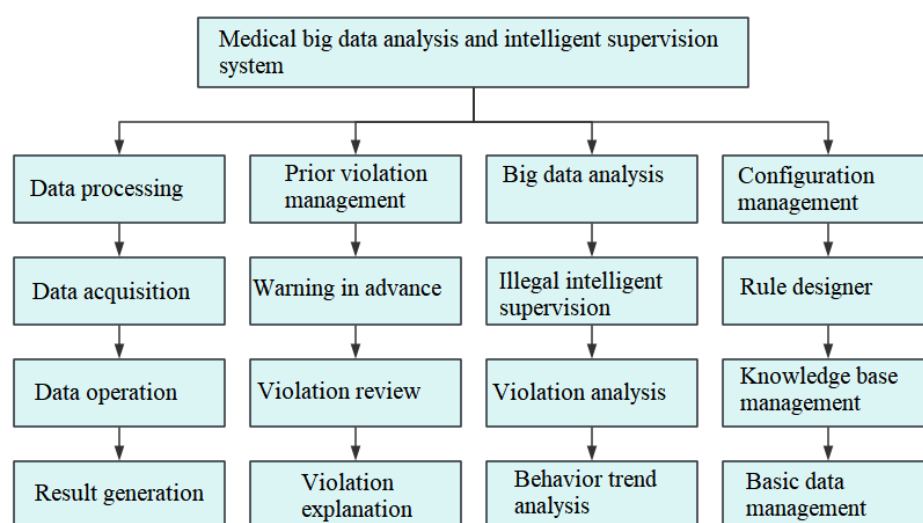 Medical big data analysis and intelligent supervision
system
Data processing
Prior violation
management
Big data analysis
Configuration
management
Data acquisition
Warning in advance
Illegal intelligent
supervision
Rule designer
Data operation
Violation review
Violation analysis
Knowledge base
management
Result generation
Violation
explanation
Behavior trend
analysis
Basic data
management